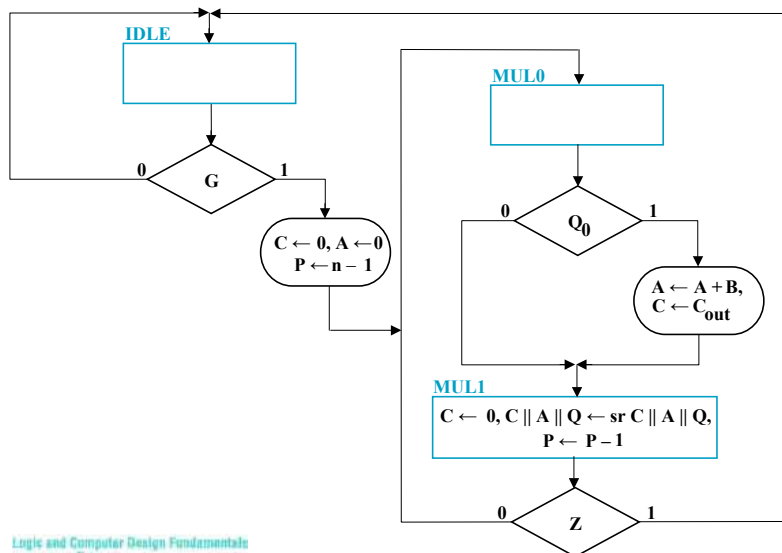 IDLE
0
G
1
C ← 0, A ← 0
P ← n – 1
MUL0
0
Q0
1
A ← A + B,
C ← Cout
MUL1
C ← 0, C || A || Q ← sr C || A || Q,
P ← P – 1
0
Z
1
Logic and Computer Design Fundamentals